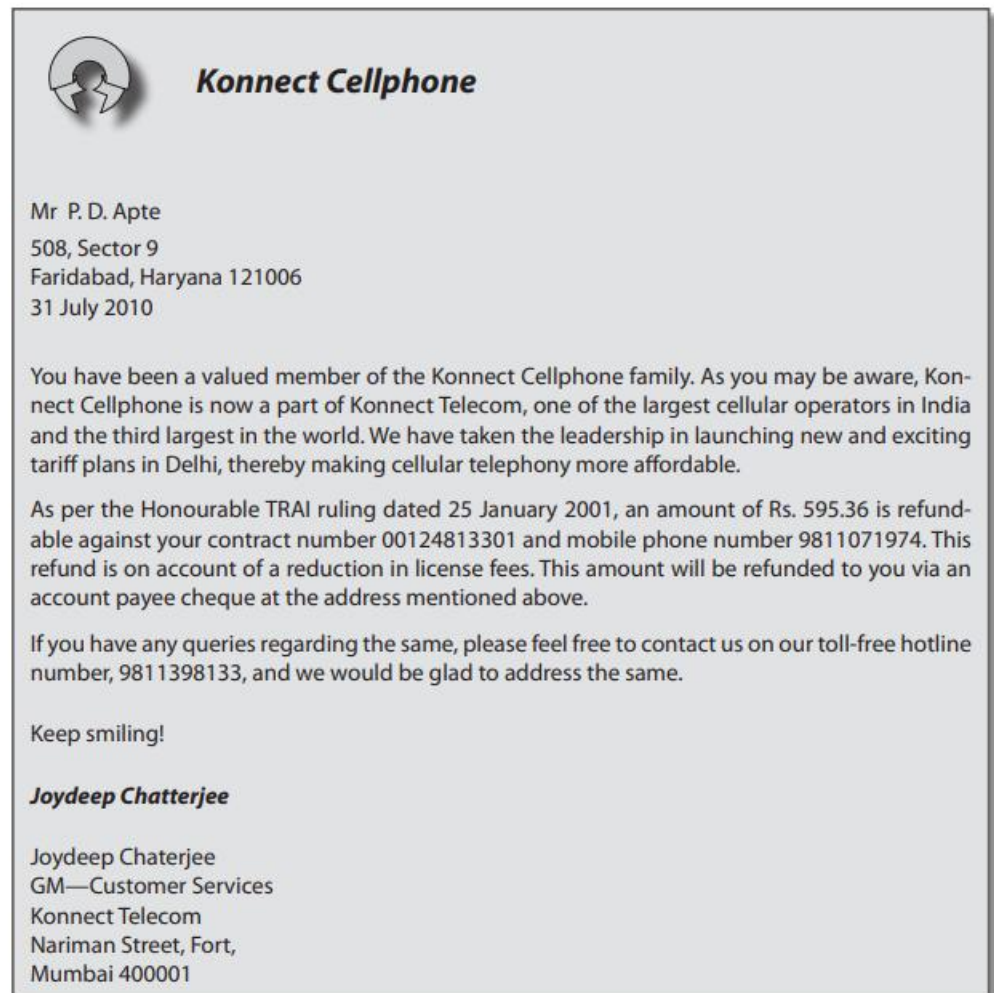 Konnect Cellphone
Mr P. D. Apte
508, Sector 9
Faridabad, Haryana 121006
31 July 2010
You have been a valued member of the Konnect Cellphone family. As you may be aware, Kon-
nect Cellphone is now a part of Konnect Telecom, one of the largest cellular operators in India
and the third largest in the world. We have taken the leadership in launching new and exciting
tariff plans in Delhi, thereby making cellular telephony more affordable.
As per the Honourable TRAI ruling dated 25 January 2001, an amount of Rs. 595.36 is refund-
able against your contract number 00124813301 and mobile phone number 9811071974. This
refund is on account of a reduction in license fees. This amount will be refunded to you via an
account payee cheque at the address mentioned above.
If you have any queries regarding the same, please feel free to contact us on our toll-free hotline
number, 9811398133, and we would be glad to address the same.
Keep smiling!
Joydeep Chatterjee
Joydeep Chaterjee
GM—Customer Services
Konnect Telecom
Nariman Street, Fort,
Mumbai 400001